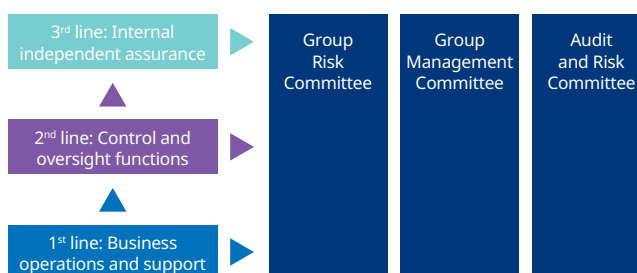 3rd line: Internal
independent assurance
2nd line: Control and
oversight functions
1st line: Business
operations and support
Group
Risk
Committee
Group
Management
Committee
Audit
and Risk
Committee